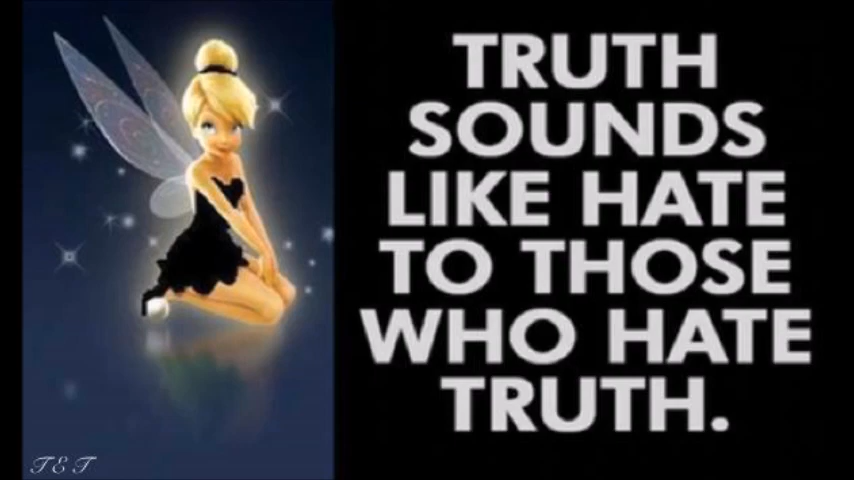 TRUTH
SOUNDS
LIKE HATE
TO THOSE
WHO HATE
TRUTH.
T&T